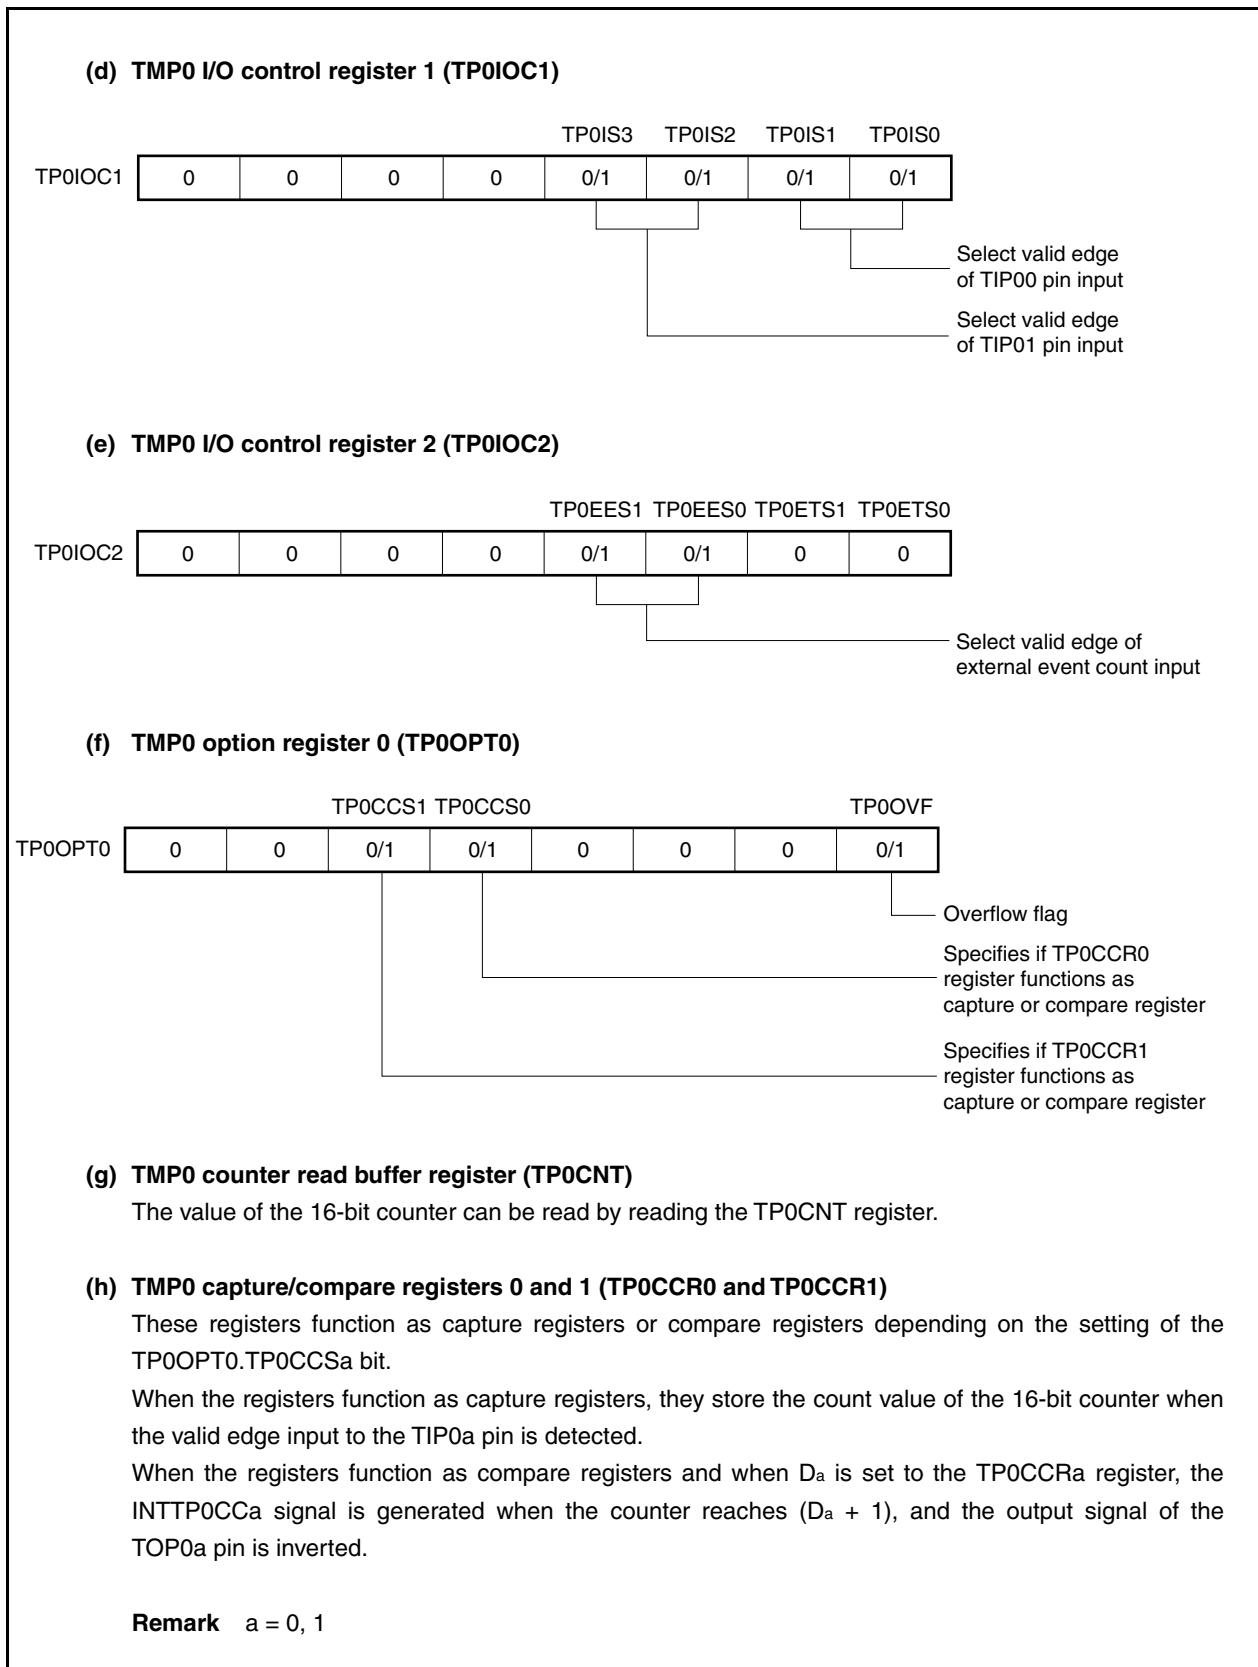 (d) TMP0 I/O control register 1 (TP0IOC1)
TP0IS3 TP0IS2 TP0IS1 TP0IS0
TP0IOC1 0 0 0 0 0/1 0/1 0/1 0/1
Select valid edge
of TIP00 pin input
Select valid edge
of TIP01 pin input
(e) TMP0 I/O control register 2 (TP0IOC2)
TP0EES1 TP0EES0 TP0ETS1 TP0ETS0
TP0IOC2 0 0 0 0 0/1 0/1 0 0
Select valid edge of
external event count input
(f) TMP0 option register 0 (TP0OPT0)
TP0CCS1 TP0CCS0 TP0OVF
TP0OPT0 0 0 0/1 0/1 0 0 0 0/1
Overflow flag
Specifies if TP0CCR0
register functions as
capture or compare register
Specifies if TP0CCR1
register functions as
capture or compare register
(g) TMP0 counter read buffer register (TP0CNT)
The value of the 16-bit counter can be read by reading the TP0CNT register.
(h) TMP0 capture/compare registers 0 and 1 (TP0CCR0 and TP0CCR1)
These registers function as capture registers or compare registers depending on the setting of the
TP0OPT0.TP0CCSa bit.
When the registers function as capture registers, they store the count value of the 16-bit counter when
the valid edge input to the TIP0a pin is detected.
When the registers function as compare registers and when Da is set to the TP0CCRa register, the
INTTP0CCa signal is generated when the counter reaches (Da + 1), and the output signal of the
TOP0a pin is inverted.
Remark a = 0, 1